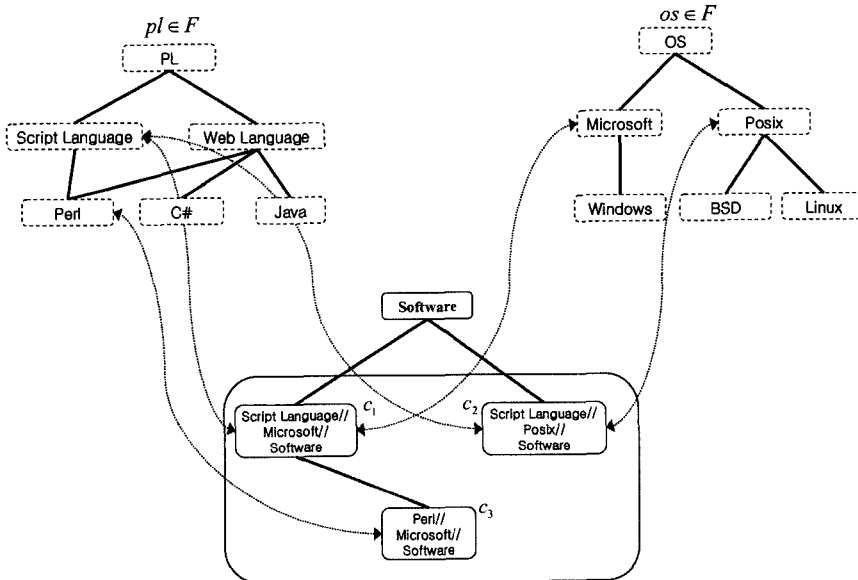 pl ∈ F
os ∈ F
PL
OS
Script Language
Web Language
Microsoft
Posix
Perl
C#
Java
Windows
BSD
Linux
Software
c₁
c₂
Script Language//
Microsoft//
Software
Script Language//
Posix//
Software
c₃
Perl//
Microsoft//
Software